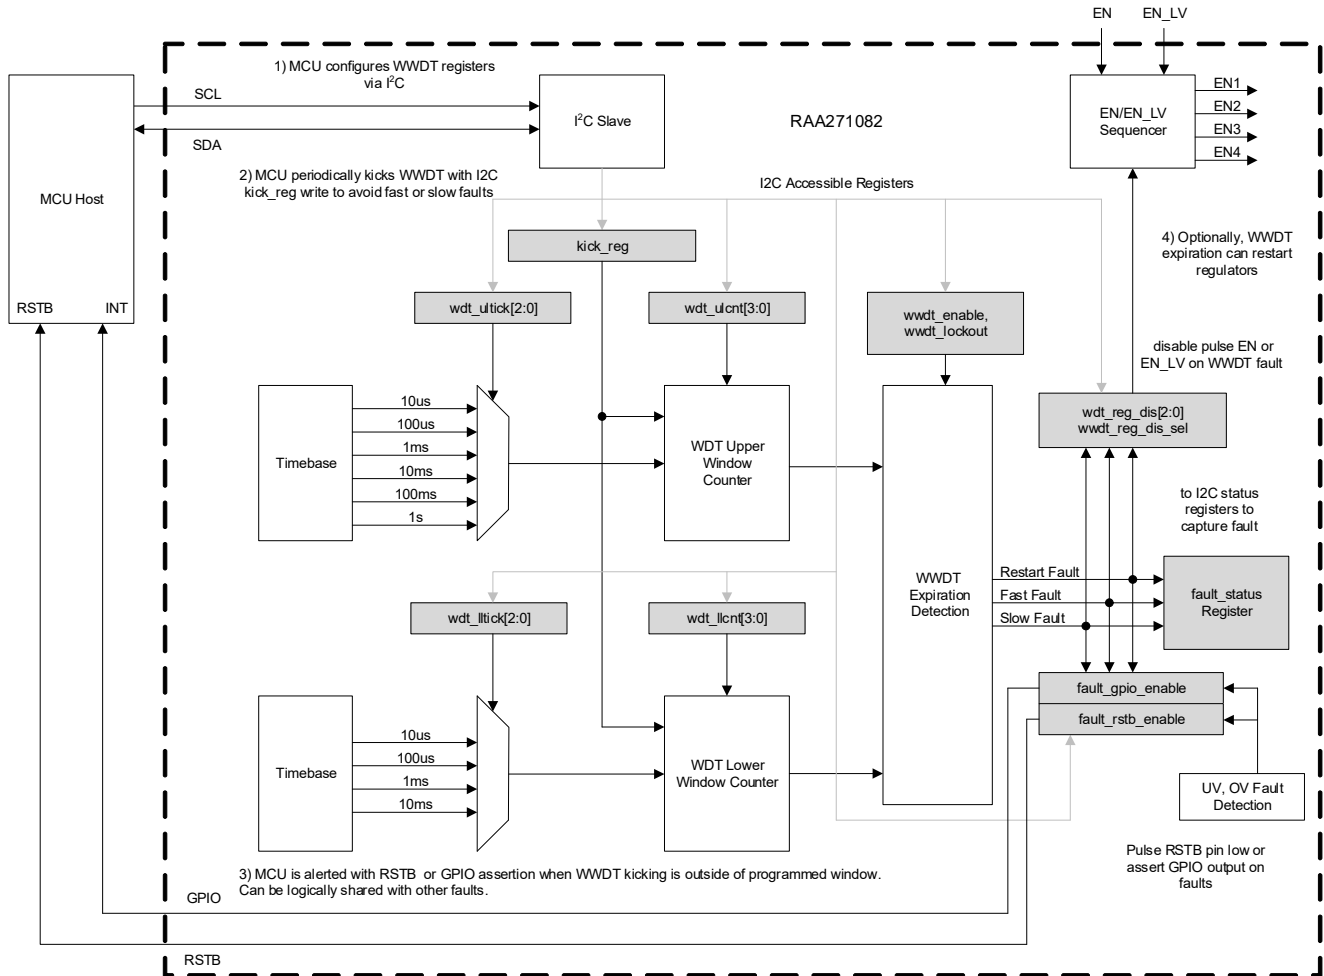 EN
EN_LV
1) MCU configures WWDT registers
via I²C
SCL
SDA
I²C Slave
RAA271082
EN/EN_LV
Sequencer
EN1
EN2
EN3
EN4
MCU Host
RSTB
INT
2) MCU periodically kicks WWDT with I2C
kick_reg write to avoid fast or slow faults
I2C Accessible Registers
kick_reg
4) Optionally, WWDT
expiration can restart
regulators
wdt_ultick[2:0]
wdt_ulcnt[3:0]
wwdt_enable,
wwdt_lockout
disable pulse EN or
EN_LV on WWDT fault
Timebase
10us
100us
1ms
10ms
100ms
1s
WDT Upper
Window
Counter
wdt_reg_dis[2:0]
wwdt_reg_dis_sel
to I2C status
registers to
capture fault
WWDT
Expiration
Detection
Restart Fault
Fast Fault
Slow Fault
fault_status
Register
wdt_lltick[2:0]
wdt_llcnt[3:0]
fault_gpio_enable
fault_rstb_enable
Timebase
10us
100us
1ms
10ms
WDT Lower
Window Counter
UV, OV Fault
Detection
Pulse RSTB pin low or
assert GPIO output on
faults
3) MCU is alerted with RSTB or GPIO assertion when WWDT kicking is outside of programmed window.
Can be logically shared with other faults.
GPIO
RSTB